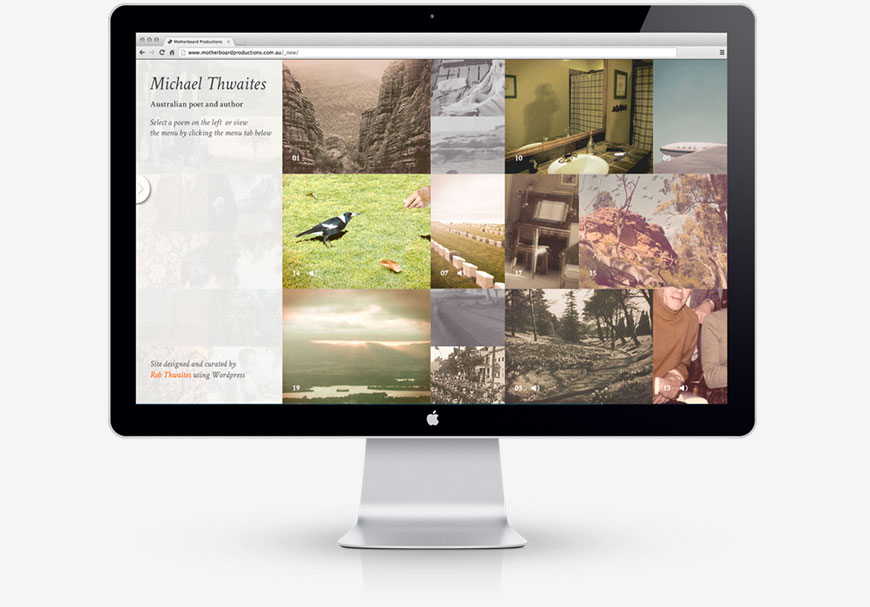 Motherboard Productions
www.motherboardproductions.com.au/_new/
Michael Thwaites
Australian poet and author
Select a poem on the left or view
the menu by clicking the menu tab below
01
10
05
14
07
17
15
19
03
13
Site designed and curated by
Rob Thwaites using Wordpress